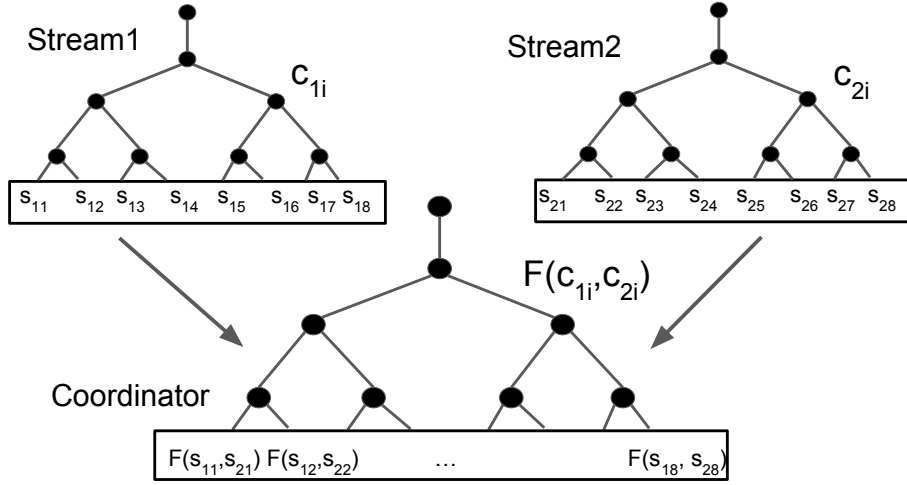 Stream1
c₁ᵢ
s₁₁ s₁₂ s₁₃ s₁₄ s₁₅ s₁₆ s₁₇ s₁₈
Stream2
c₂ᵢ
s₂₁ s₂₂ s₂₃ s₂₄ s₂₅ s₂₆ s₂₇ s₂₈
F(c₁ᵢ,c₂ᵢ)
Coordinator
F(s₁₁,s₂₁) F(s₁₂,s₂₂) ... F(s₁₈, s₂₈)